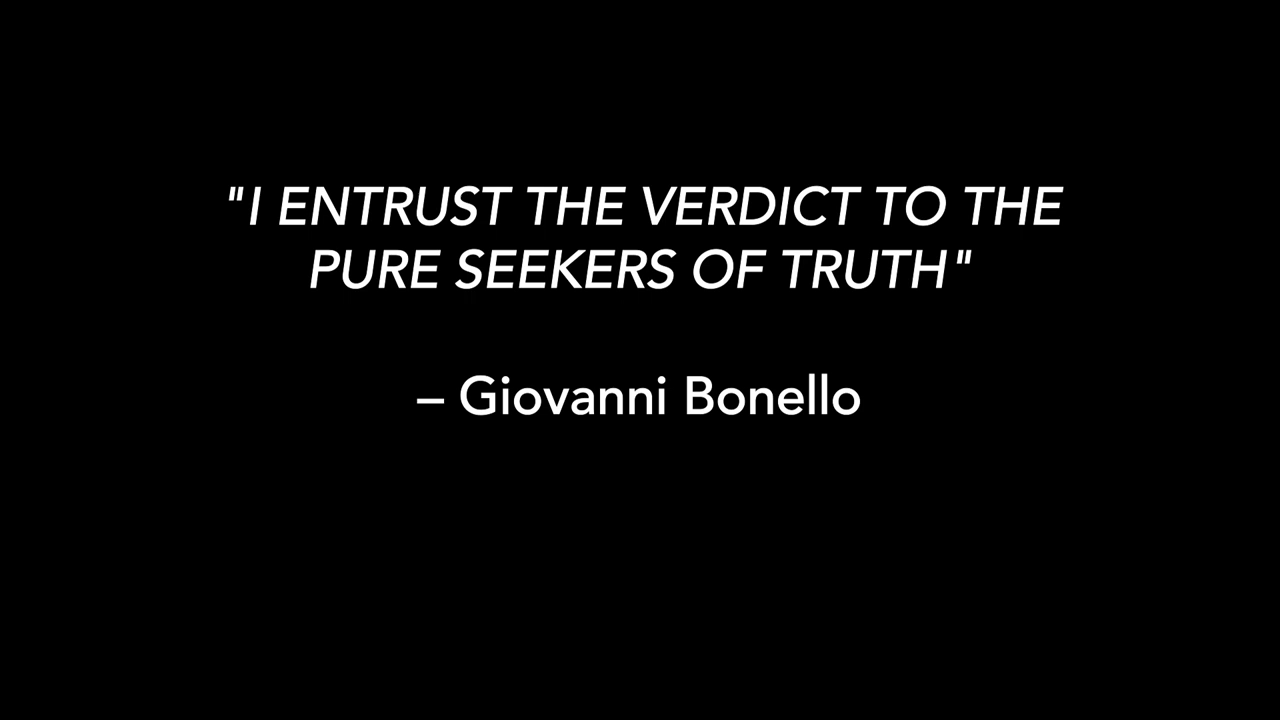 "I ENTRUST THE VERDICT TO THE
PURE SEEKERS OF TRUTH"
– Giovanni Bonello